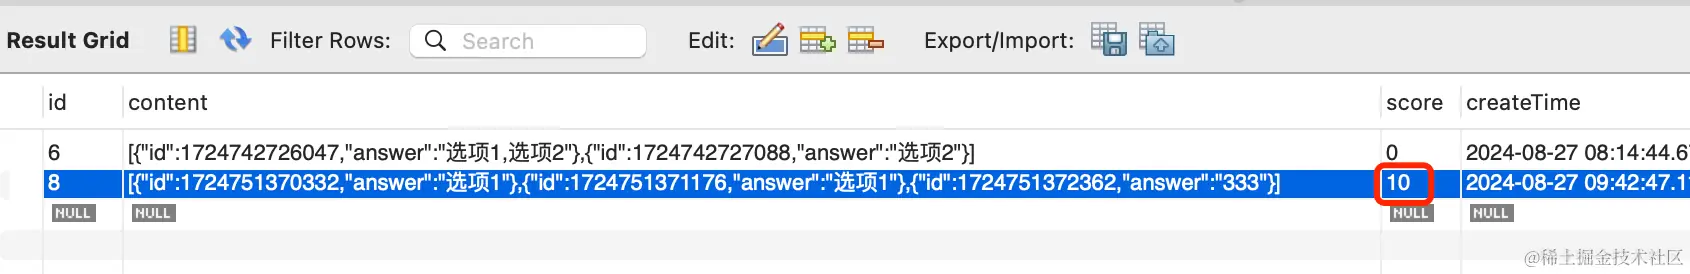 Result Grid Filter Rows: Search Edit: Export/Import:
id content score createTime
6 [{"id":1724742726047,"answer":"选项1,选项2"},{"id":1724742727088,"answer":"选项2"}] 0 2024-08-27 08:14:44.6
8 [{"id":1724751370332,"answer":"选项1"},{"id":1724751371176,"answer":"选项1"},{"id":1724751372362,"answer":"333"}] 10 2024-08-27 09:42:47.1
NULL NULL NULL NULL
@稀土掘金技术社区